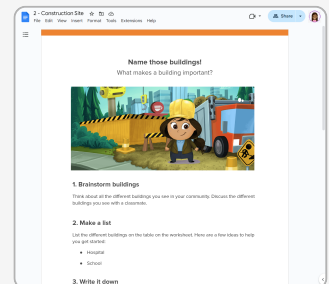 2 - Construction Site
File Edit View Insert Format Tools Extensions Help
Share
Name those buildings!
What makes a building important?
1. Brainstorm buildings
Think about all the different buildings you see in your community. Discuss the different
buildings you see with a classmate.
2. Make a list
List the different buildings on the table on the worksheet. Here are a few ideas to help
you get started:
● Hospital
● School
3. Write it down